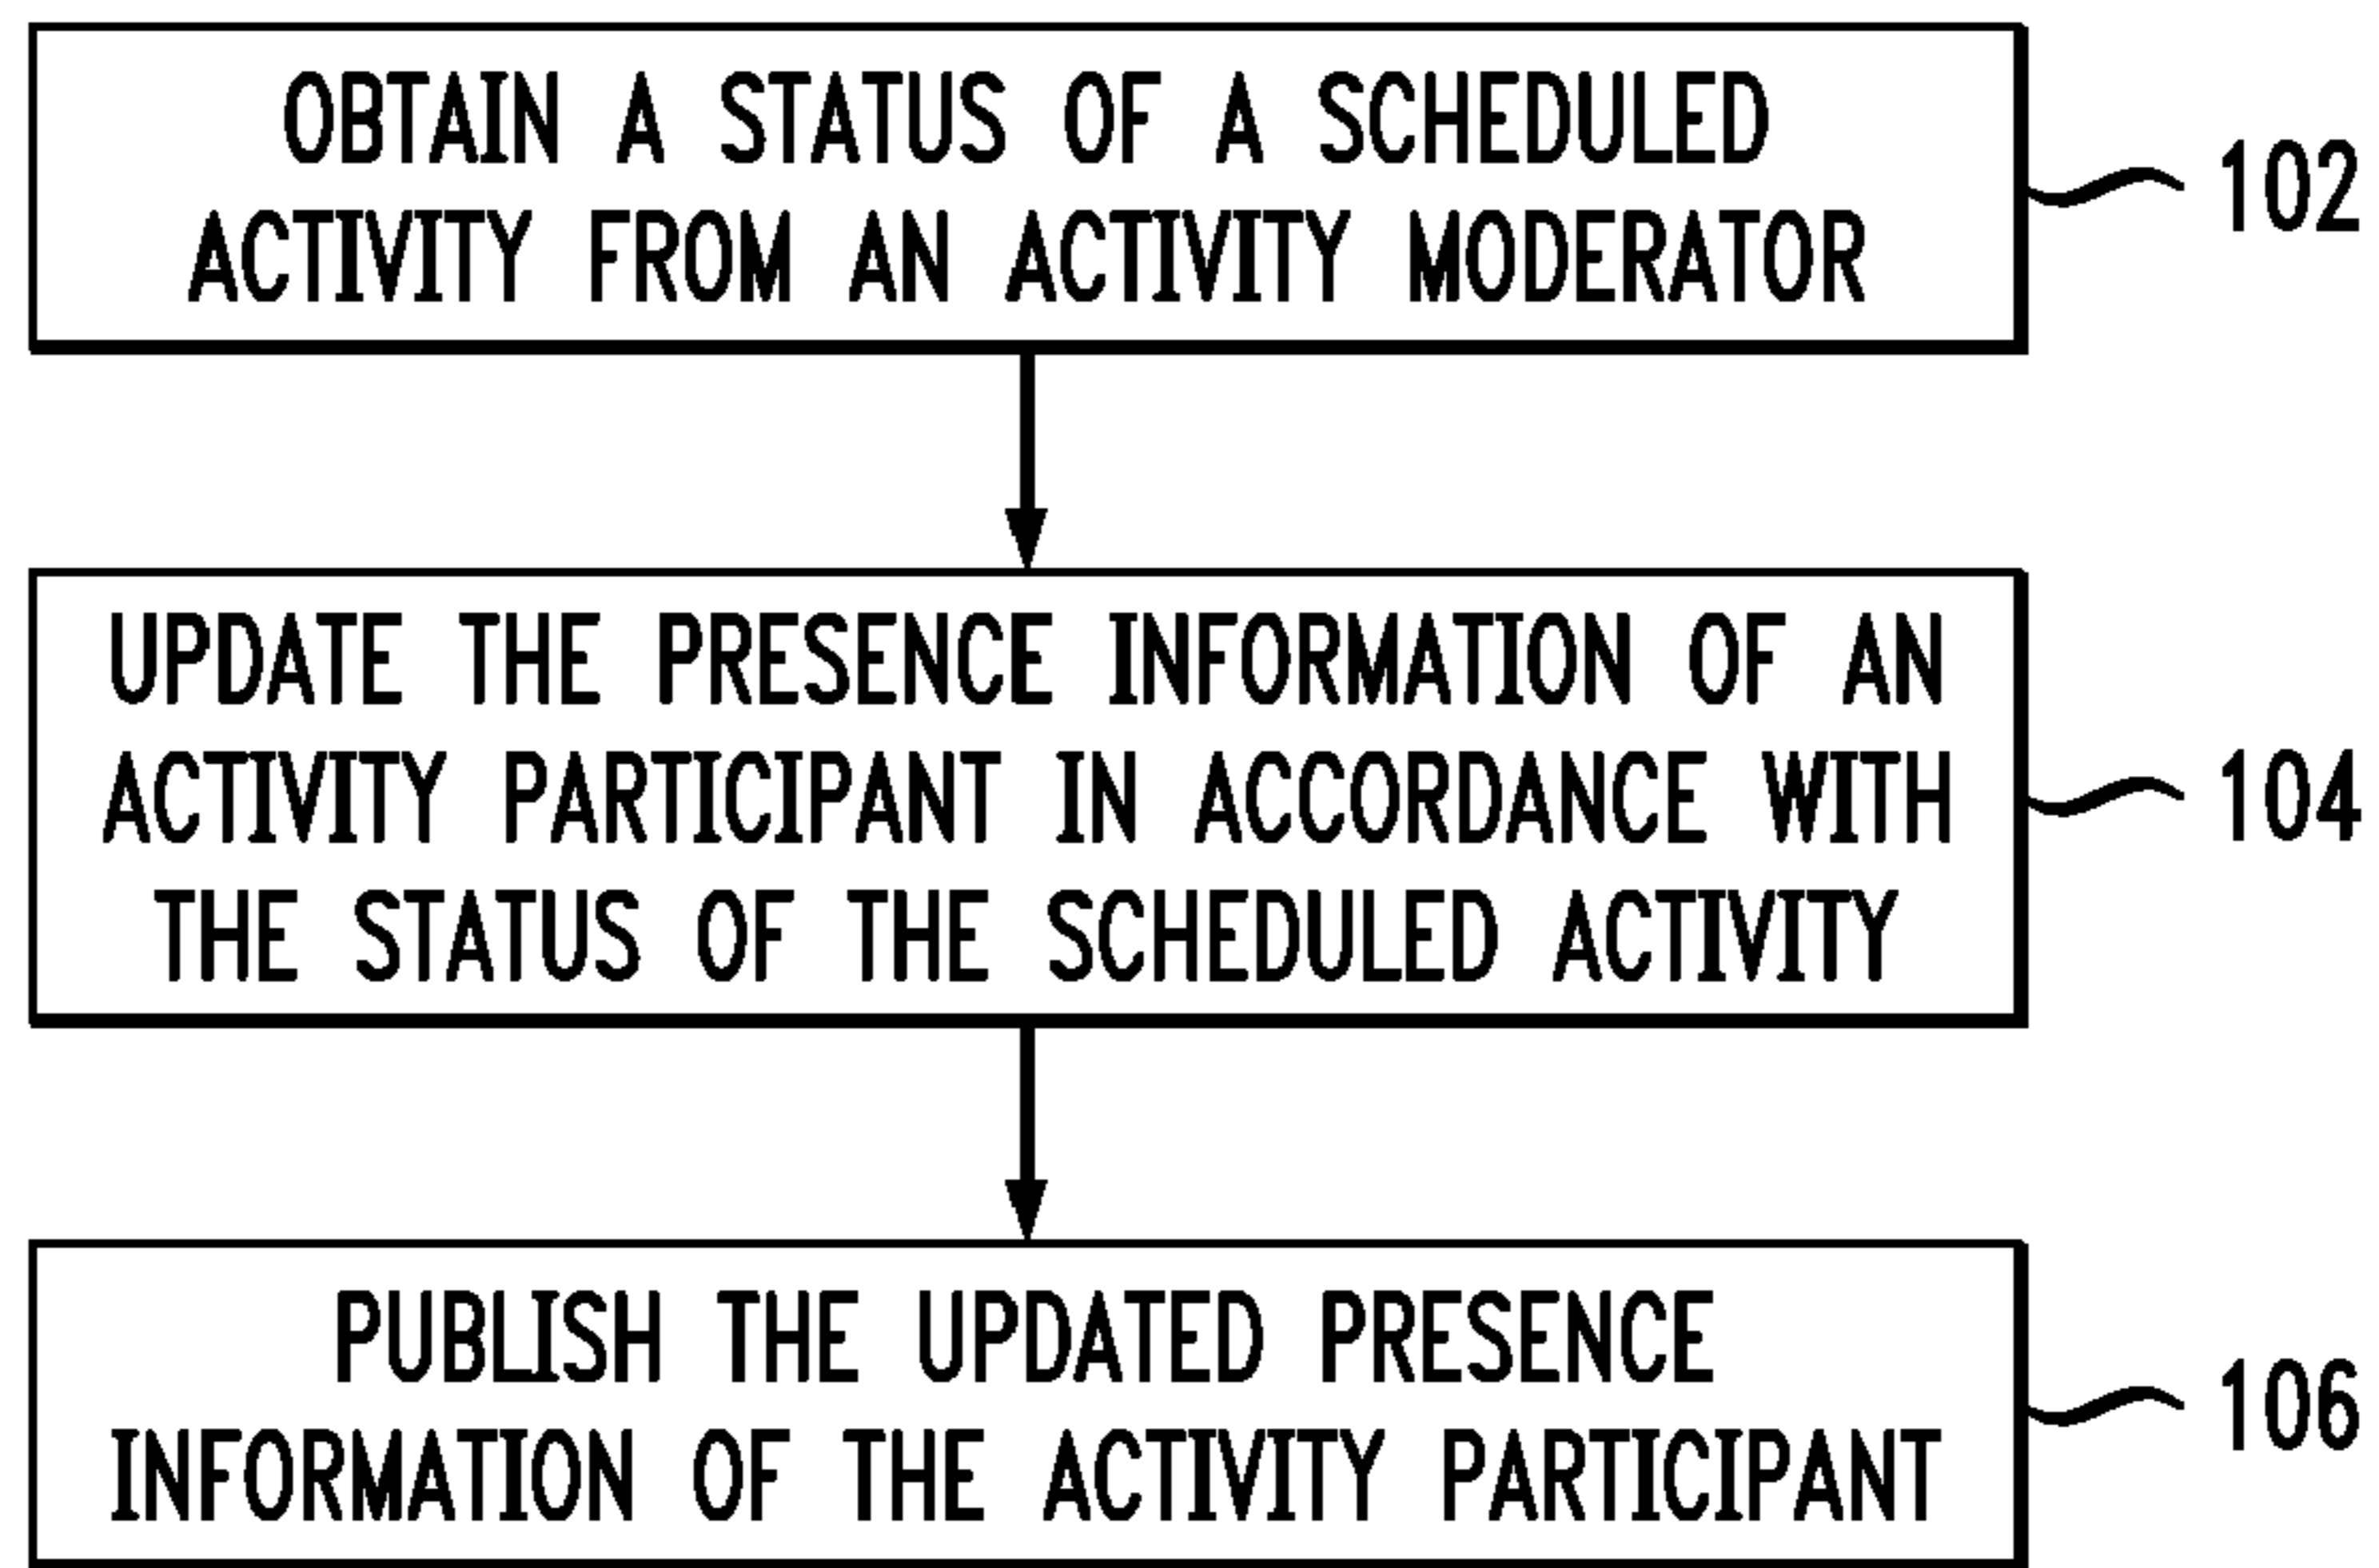 OBTAIN A STATUS OF A SCHEDULED
ACTIVITY FROM AN ACTIVITY MODERATOR
102
UPDATE THE PRESENCE INFORMATION OF AN
ACTIVITY PARTICIPANT IN ACCORDANCE WITH
THE STATUS OF THE SCHEDULED ACTIVITY
104
PUBLISH THE UPDATED PRESENCE
INFORMATION OF THE ACTIVITY PARTICIPANT
106